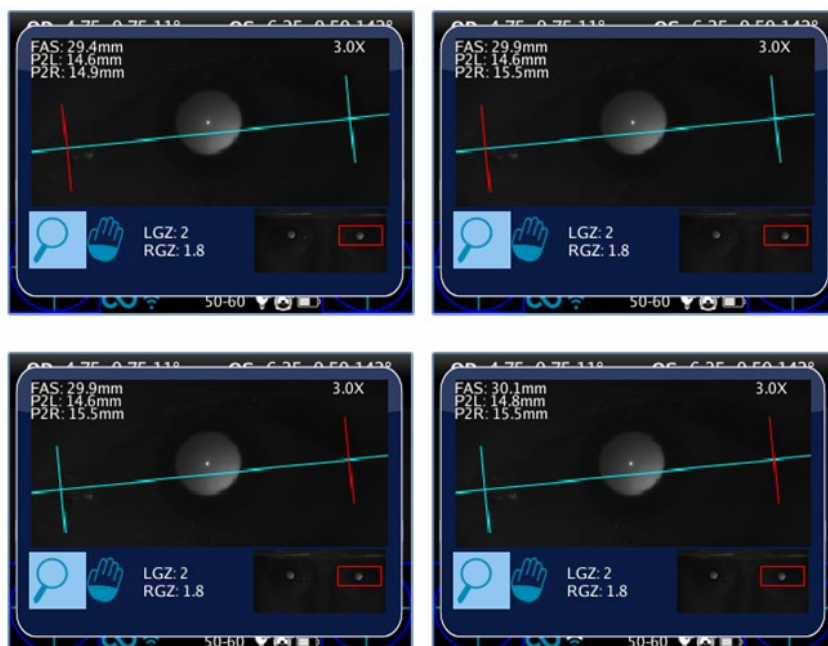 FAS: 29.4mm
P2L: 14.6mm
P2R: 14.9mm
3.0X
LGZ: 2
RGZ: 1.8
50-60
FAS: 29.9mm
P2L: 14.6mm
P2R: 15.5mm
3.0X
LGZ: 2
RGZ: 1.8
50-60
FAS: 29.9mm
P2L: 14.6mm
P2R: 15.5mm
3.0X
LGZ: 2
RGZ: 1.8
50-60
FAS: 30.1mm
P2L: 14.8mm
P2R: 15.5mm
3.0X
LGZ: 2
RGZ: 1.8
50-60